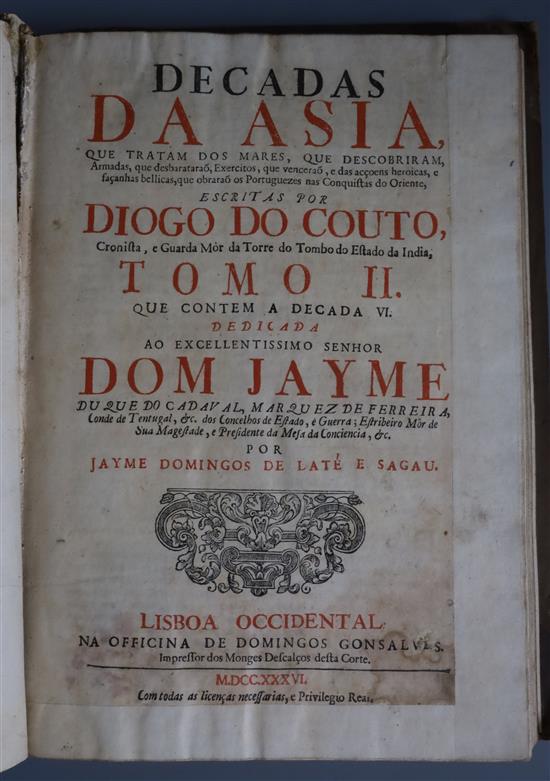 DECADAS
DA ASIA,
QUE TRATAM DOS MARES, QUE DESCOBRIRAM,
Armadas, que desbarataraõ, Exercitos, que venceraõ, e das acçoens heroicas, e
façanhas bellicas, que obraraõ os Portuguezes nas Conquiſtas do Oriente,
ESCRITAS POR
DIOGO DO COUTO,
Croniſta, e Guarda Mòr da Torre do Tombo do Eſtado da India,
TOMO II.
QUE CONTEM A DECADA VI.
DEDICADA
AO EXCELLENTISSIMO SENHOR
DOM JAYME
DUQUE DO CADAVAL, MARQUEZ DE FERREIRA,
Conde de Tentugal, &c. dos Concelhos de Eſtado, e Guerra; Eſtribeiro Mòr de
Sua Mageſtade, e Preſidente da Meſa da Conciencia, &c.
POR
JAYME DOMINGOS DE LATÉ E SAGAU.
LISBOA OCCIDENTAL:
NA OFFICINA DE DOMINGOS GONSALVES.
Impreſſor dos Monges Deſcalços deſta Corte.
M.DCC.XXXVI.
Com todas as licenças neceſſarias, e Privilegio Real.